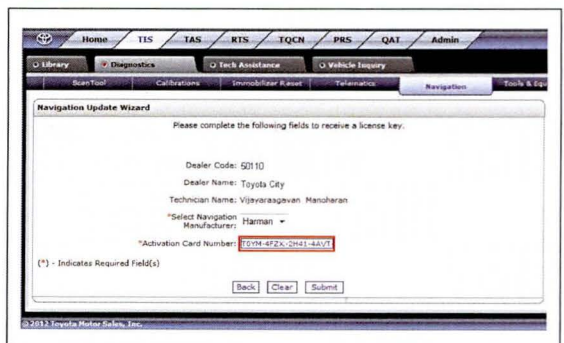 Home TIS TAS RTS TQCN PRS QAT Admin
Library Diagnostics Tech Assistance Vehicle Inquiry
ScanTool Calibrations Immobilizer Reset Telematics Navigation Tools & Equ
Navigation Update Wizard
Please complete the following fields to receive a license key.
Dealer Code: 50110
Dealer Name: Toyota City
Technician Name: Vijayaraagavan Manoharan
*Select Navigation
Manufacturer: Harman
*Activation Card Number: T6YM-4FZX-2H41-4AVT
(*) - Indicates Required Field(s)
Back Clear Submit
© 2012 Toyota Motor Sales, Inc.